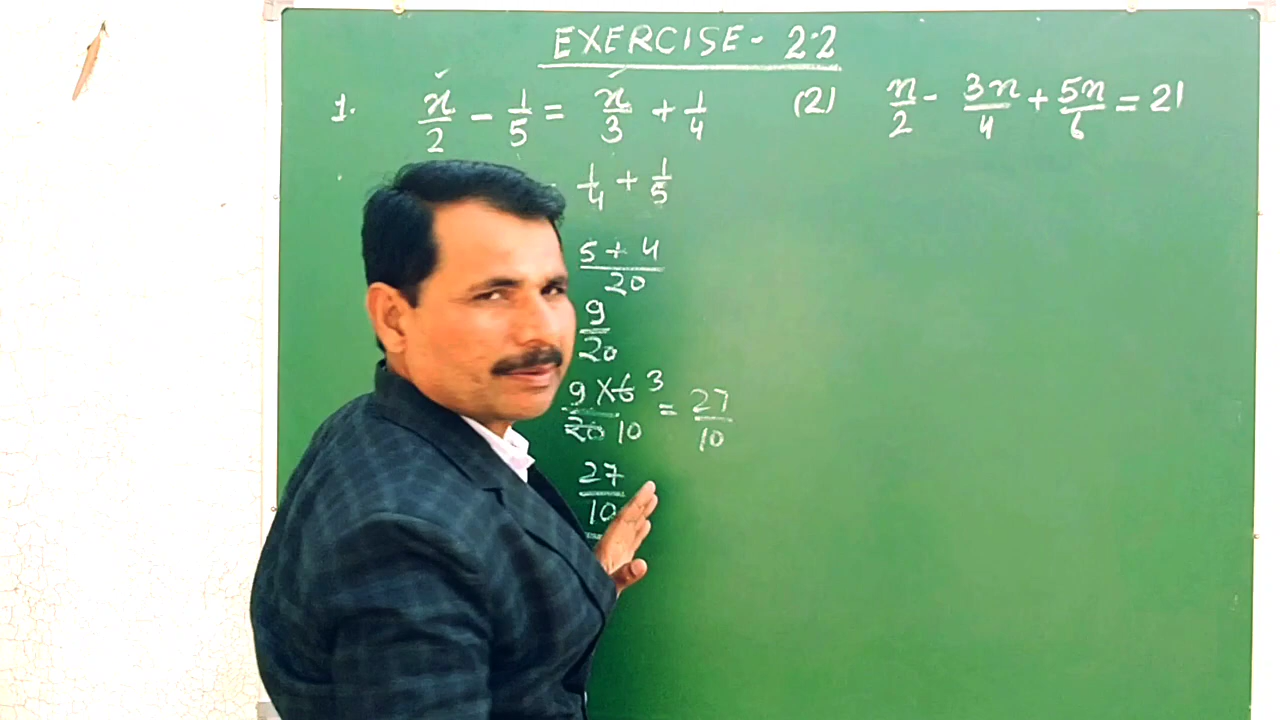 EXERCISE - 2.2
1. x/2 - 1/5 = x/3 + 1/4
1/4 + 1/5
5 + 4/20
9/20
9 × 6 3/20 10 = 27/10
27/10
(2) n/2 - 3n/4 + 5n/6 = 21